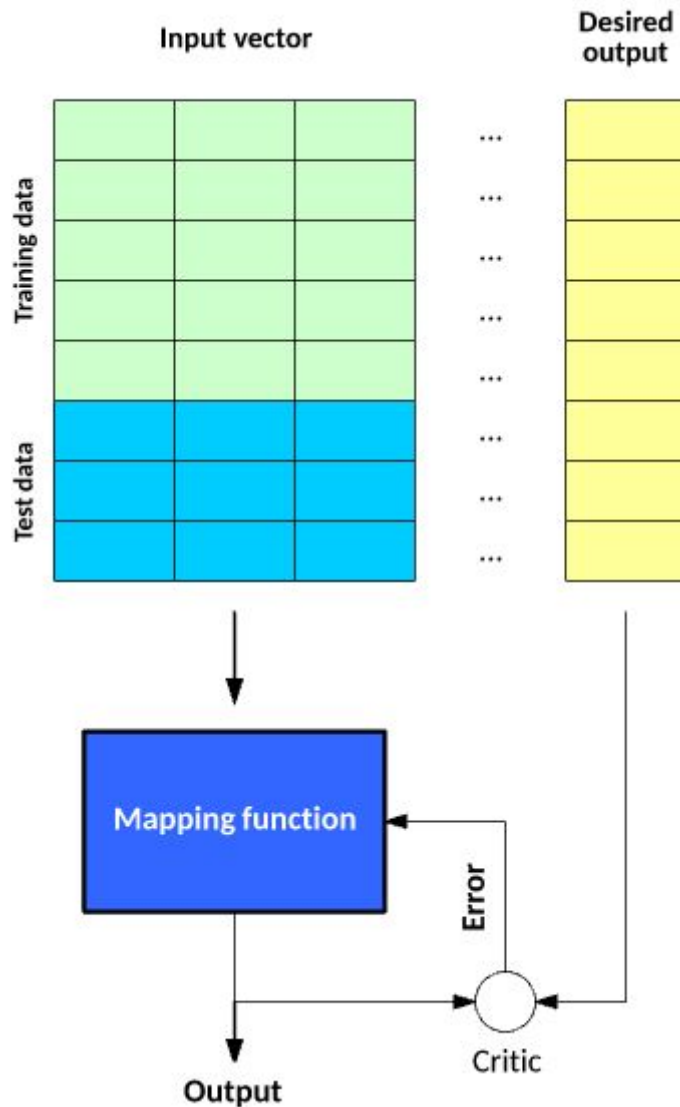 Input vector
Desired
output
Training data
...
...
...
...
...
Test data
...
...
...
Mapping function
Error
Critic
Output